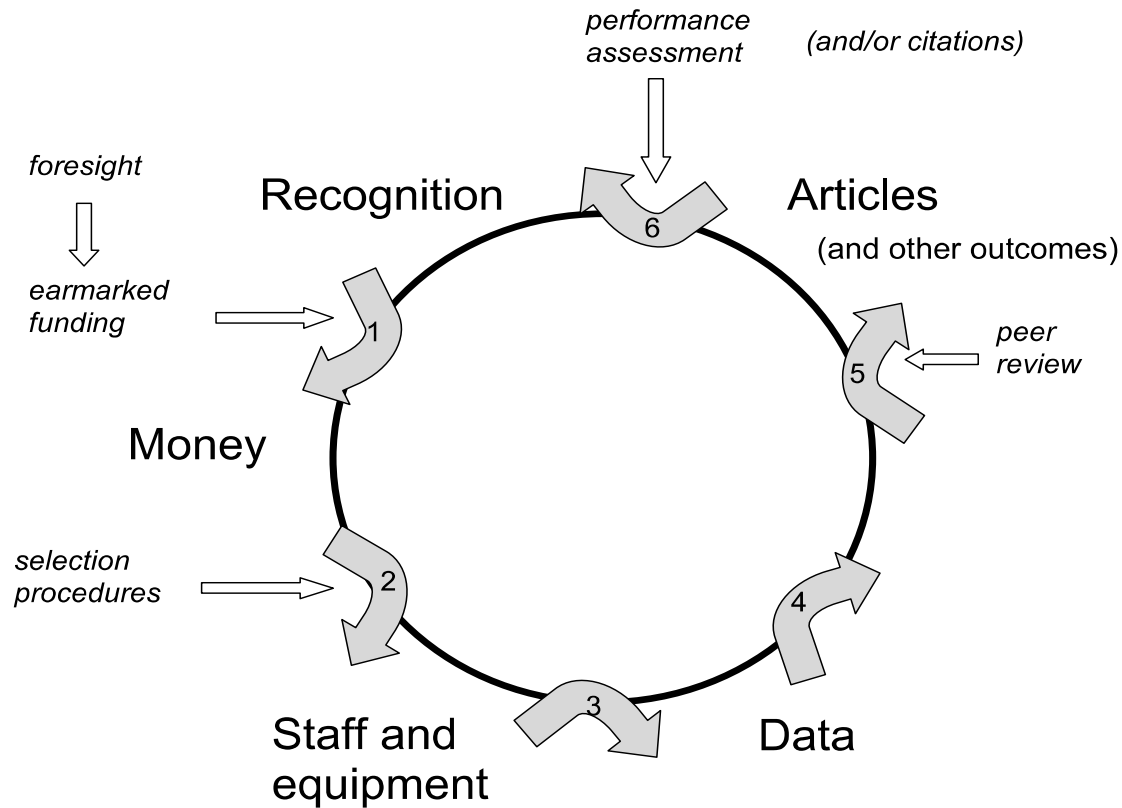 performance
assessment
(and/or citations)
foresight
Recognition
Articles
6
(and other outcomes)
earmarked
funding
1
peer
review
5
Money
selection
procedures
2
4
3
Staff and
equipment
Data